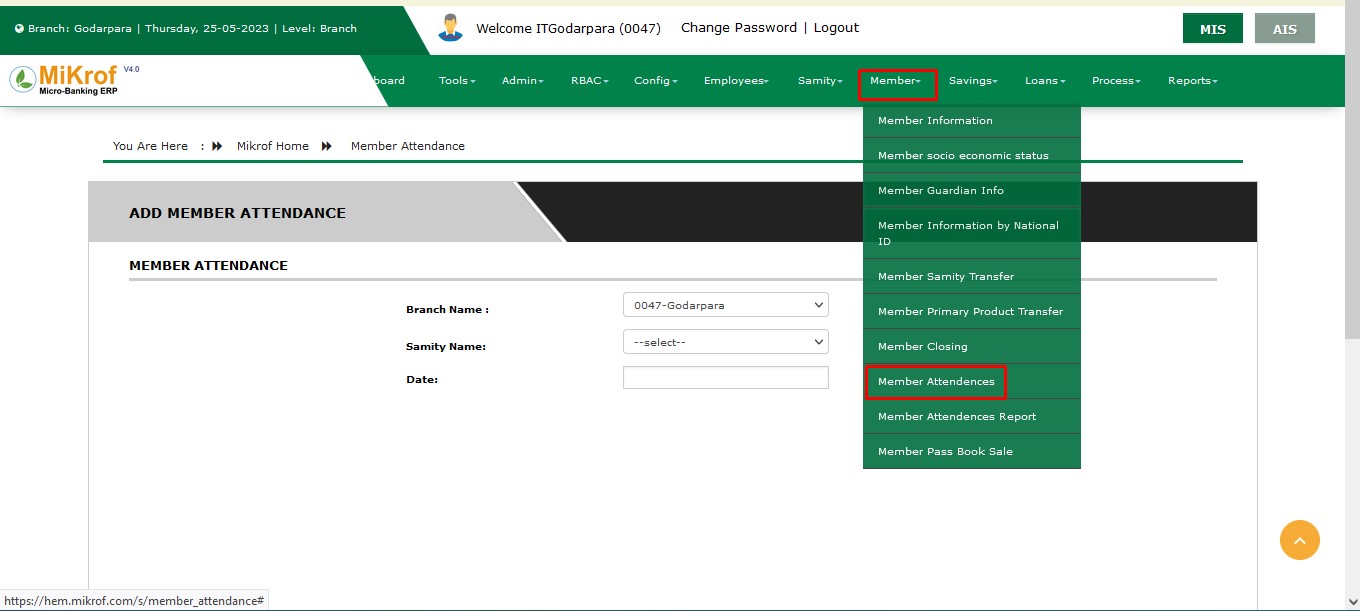 Branch: Godarpara | Thursday, 25-05-2023 | Level: Branch
Welcome ITGodarpara (0047)
Change Password | Logout
MIS
AIS
MiKrof V4.0
Micro-Banking ERP
board
Tools
Admin
RBAC
Config
Employees
Samity
Member
Savings
Loans
Process
Reports
Member Information
Member socio economic status
Member Guardian Info
Member Information by National
ID
Member Samity Transfer
Member Primary Product Transfer
Member Closing
Member Attendences
Member Attendences Report
Member Pass Book Sale
You Are Here : Mikrof Home Member Attendance
ADD MEMBER ATTENDANCE
MEMBER ATTENDANCE
Branch Name : 0047-Godarpara
Samity Name: --select--
Date:
https://hem.mikrof.com/s/member_attendance#